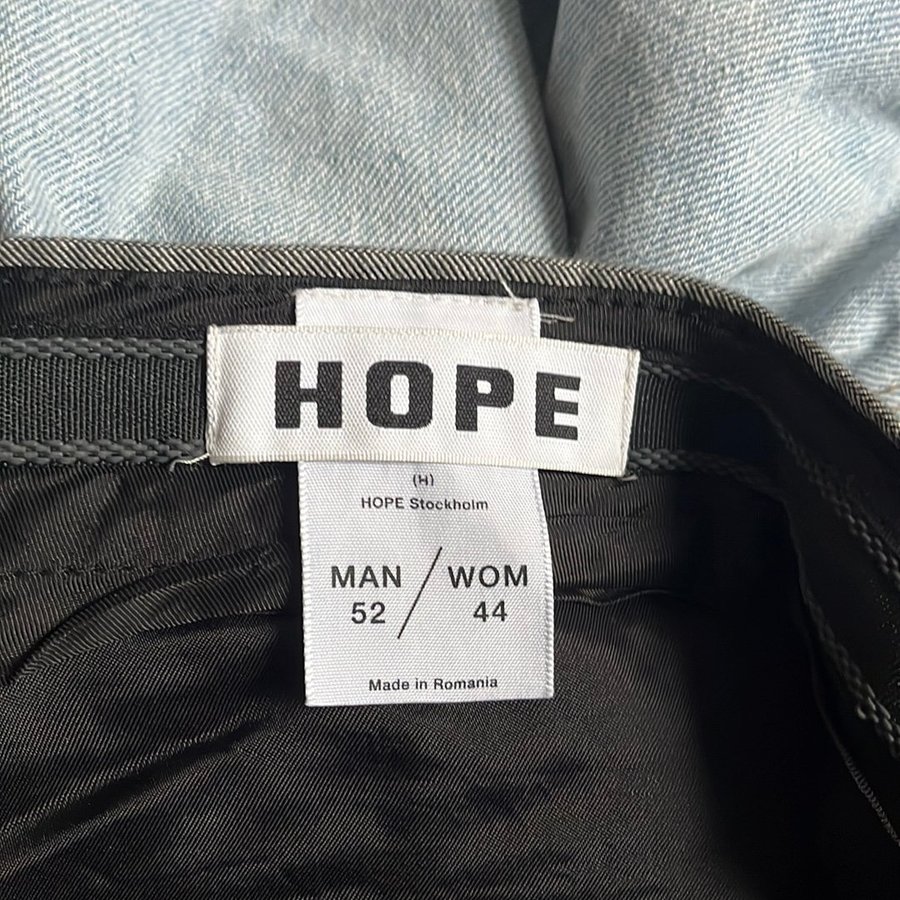 HOPE
(H)
HOPE Stockholm
MAN / WOM
52 / 44
Made in Romania